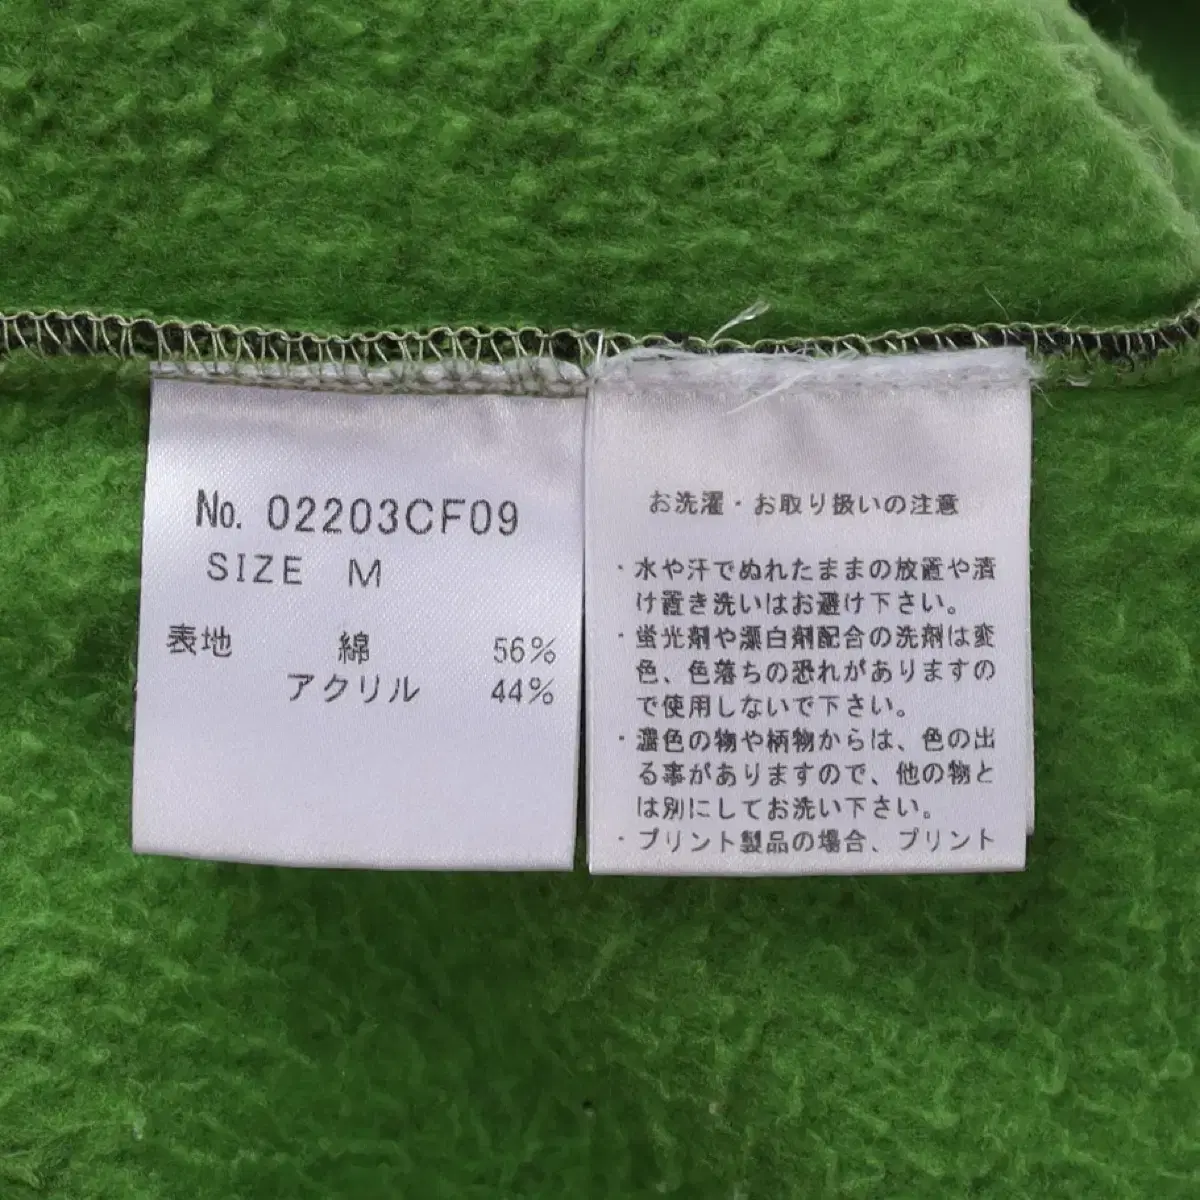 No. 02203CF09
SIZE M
表地 綿 56%
アクリル 44%
お洗濯・お取り扱いの注意
・水や汗でぬれたままの放置や漬
け置き洗いはお避け下さい。
・蛍光剤や漂白剤配合の洗剤は変
色、色落ちの恐れがありますの
で使用しないで下さい。
・濃色の物や柄物からは、色の出
る事がありますので、他の物と
は別にしてお洗い下さい。
・プリント製品の場合、プリント